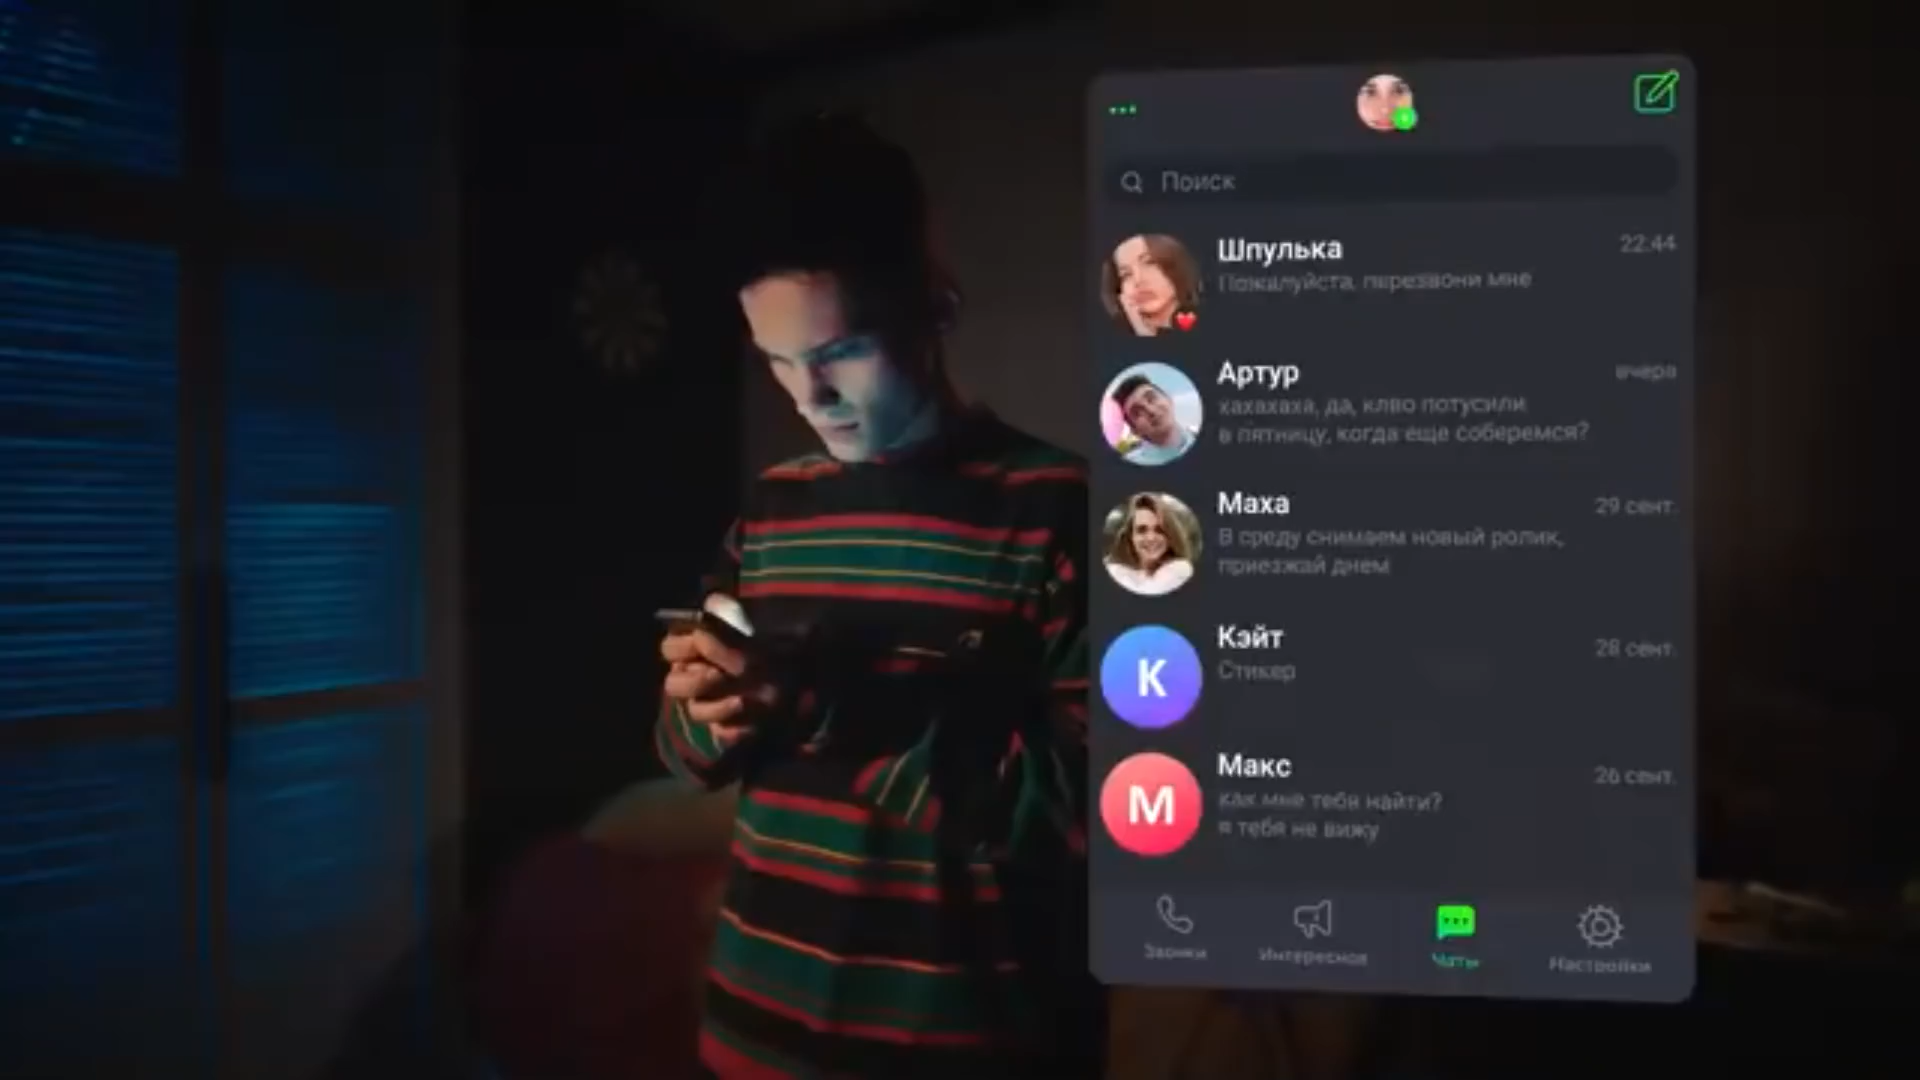 Поиск
Шпулька
22:44
Пожалуйста, перезвони мне
Артур
вчера
хахахаха, да, клво потусили
в пятницу, когда еще соберемся?
Маха
29 сент.
В среду снимаем новый ролик,
приезжай днем
Кэйт
28 сент.
К
Стикер
Макс
26 сент.
М
как мне тебя найти?
я тебя не вижу
Звонки
Интересное
Чаты
Настройки